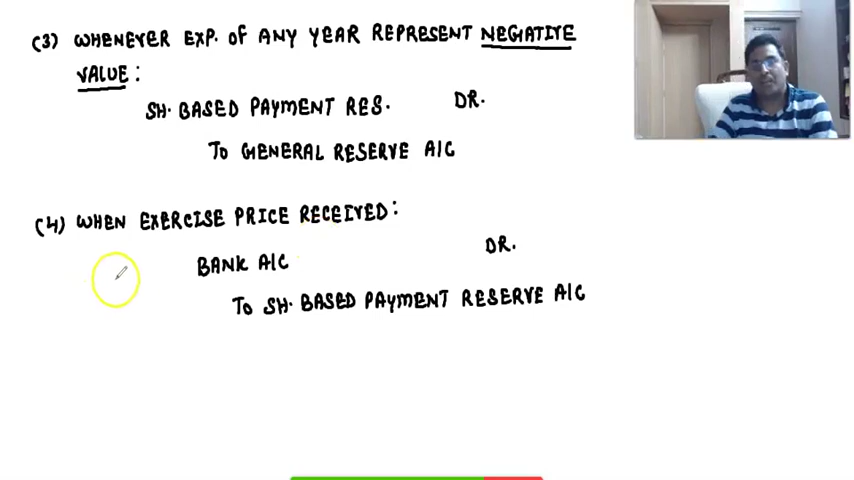 (3) WHENEVER EXP. OF ANY YEAR REPRESENT NEGATIVE
VALUE:
SH. BASED PAYMENT RES. DR.
TO GENERAL RESERVE A/C
(4) WHEN EXERCISE PRICE RECEIVED:
BANK A/C DR.
TO SH. BASED PAYMENT RESERVE A/C